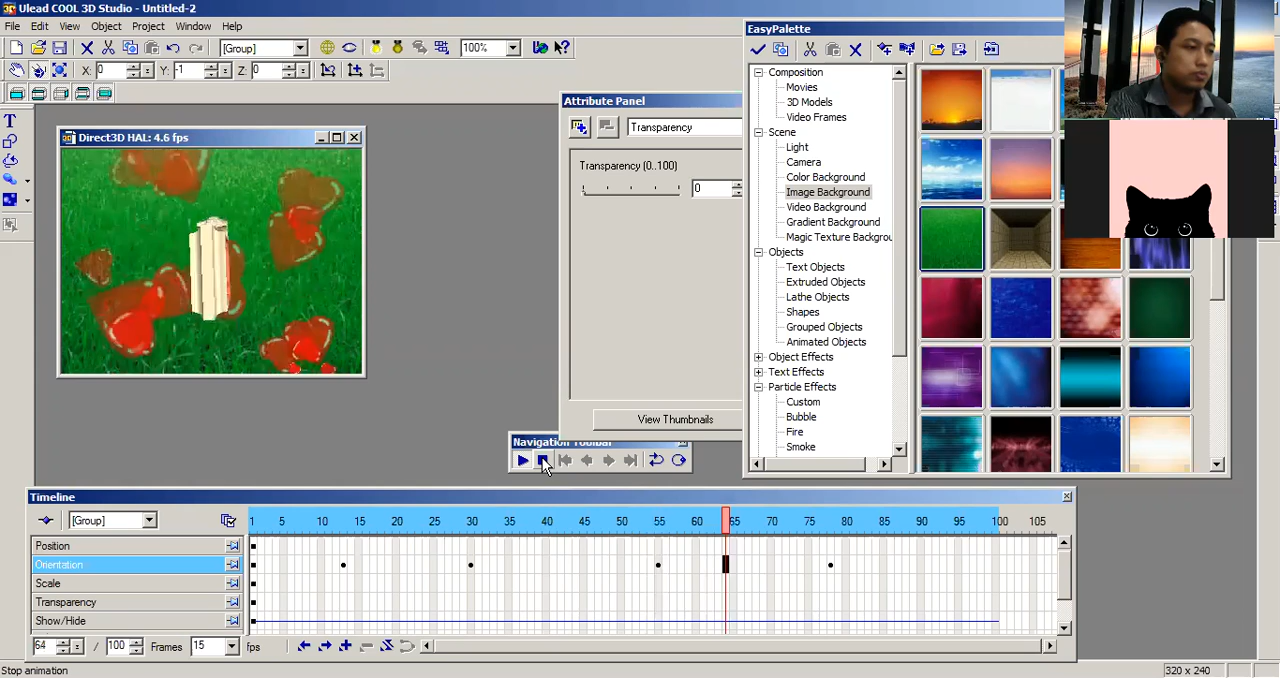 Ulead COOL 3D Studio - Untitled-2
File Edit View Object Project Window Help
[Group] 100%
X: 0 Y: -1 Z: 0
Direct3D HAL: 4.6 fps
Attribute Panel
Transparency
Transparency (0..100)
0
View Thumbnails
EasyPalette
Composition
Movies
3D Models
Video Frames
Scene
Light
Camera
Color Background
Image Background
Video Background
Gradient Background
Magic Texture Backgrou
Objects
Text Objects
Extruded Objects
Lathe Objects
Shapes
Grouped Objects
Animated Objects
Object Effects
Text Effects
Particle Effects
Custom
Bubble
Fire
Smoke
Navigation Toolbar
Timeline
[Group] 1 5 10 15 20 25 30 35 40 45 50 55 60 65 70 75 80 85 90 95 100 105
Position
Orientation
Scale
Transparency
Show/Hide
64 / 100 Frames 15 fps
Stop animation
320 x 240